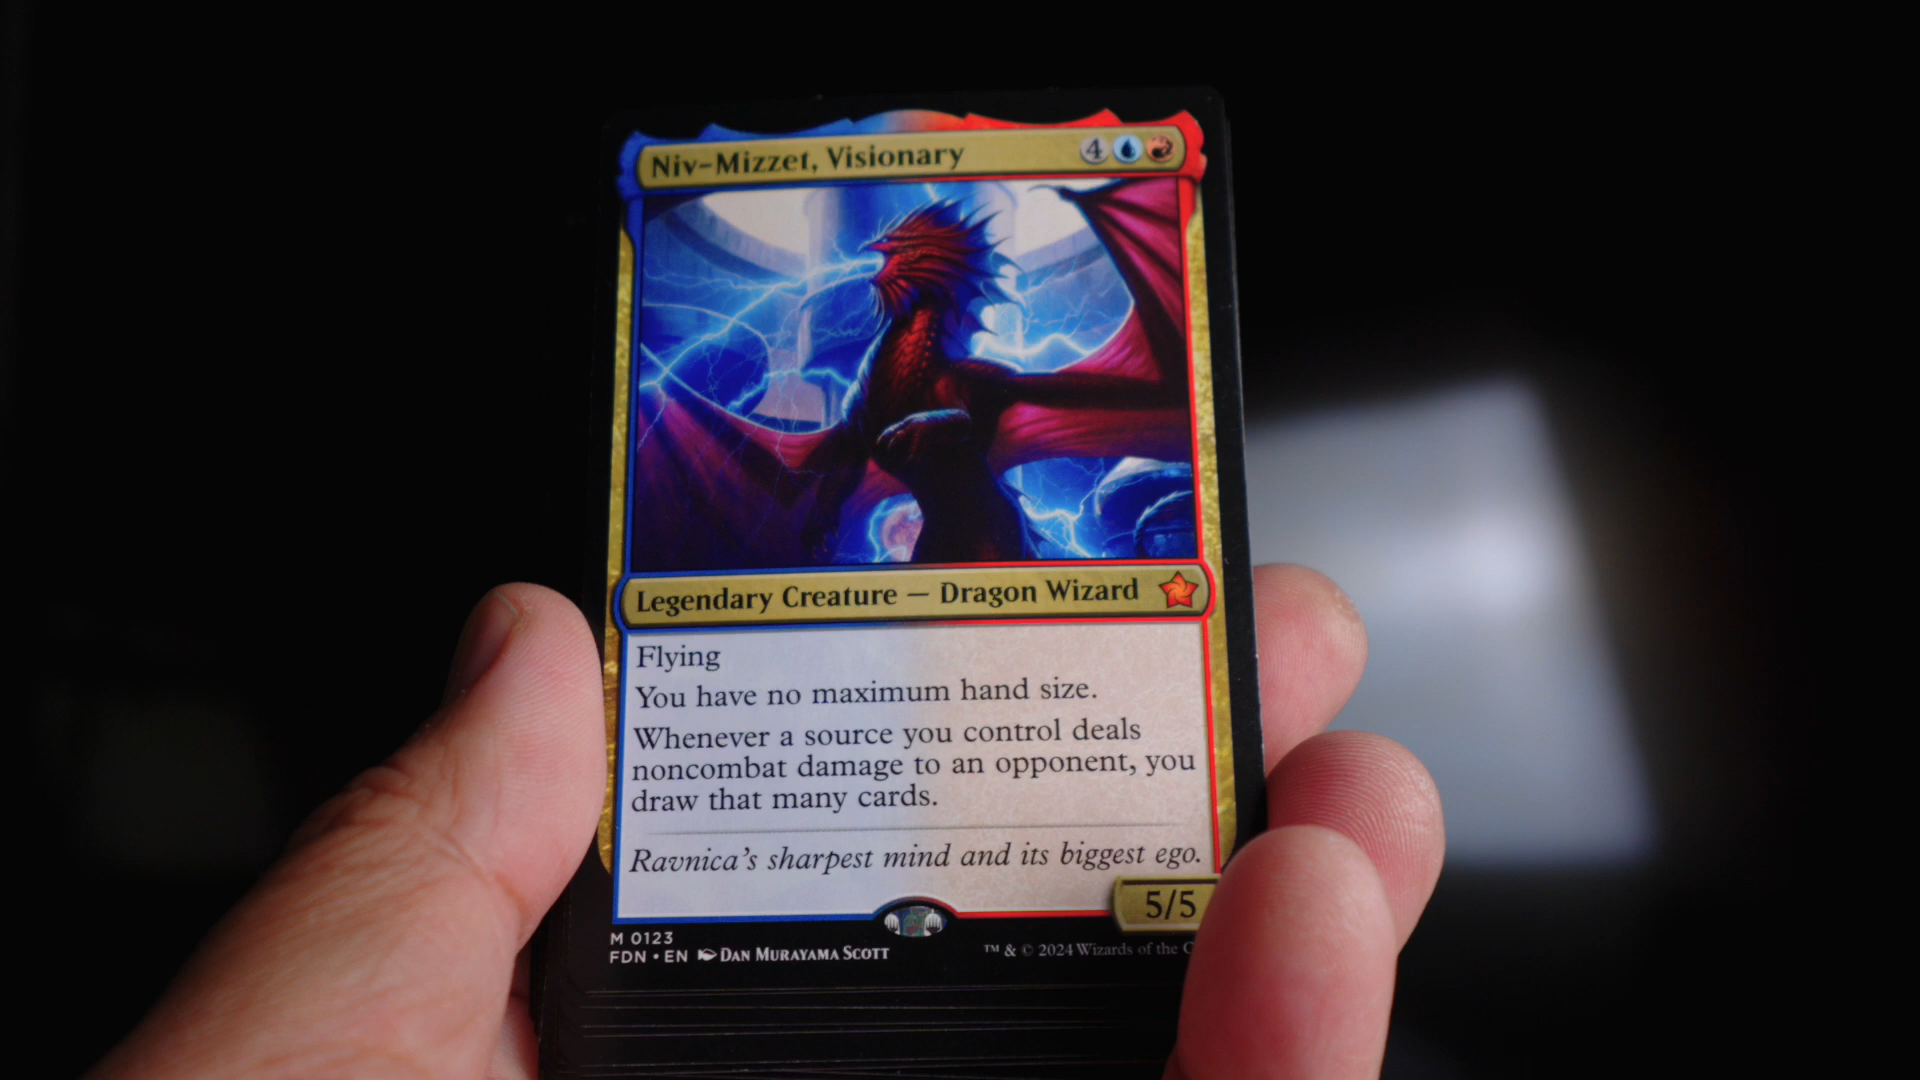 Niv-Mizzet, Visionary 4
Legendary Creature — Dragon Wizard
Flying
You have no maximum hand size.
Whenever a source you control deals
noncombat damage to an opponent, you
draw that many cards.
Ravnica's sharpest mind and its biggest ego.
5/5
M 0123
FDN • EN DAN MURAYAMA SCOTT
™ & © 2024 Wizards of the